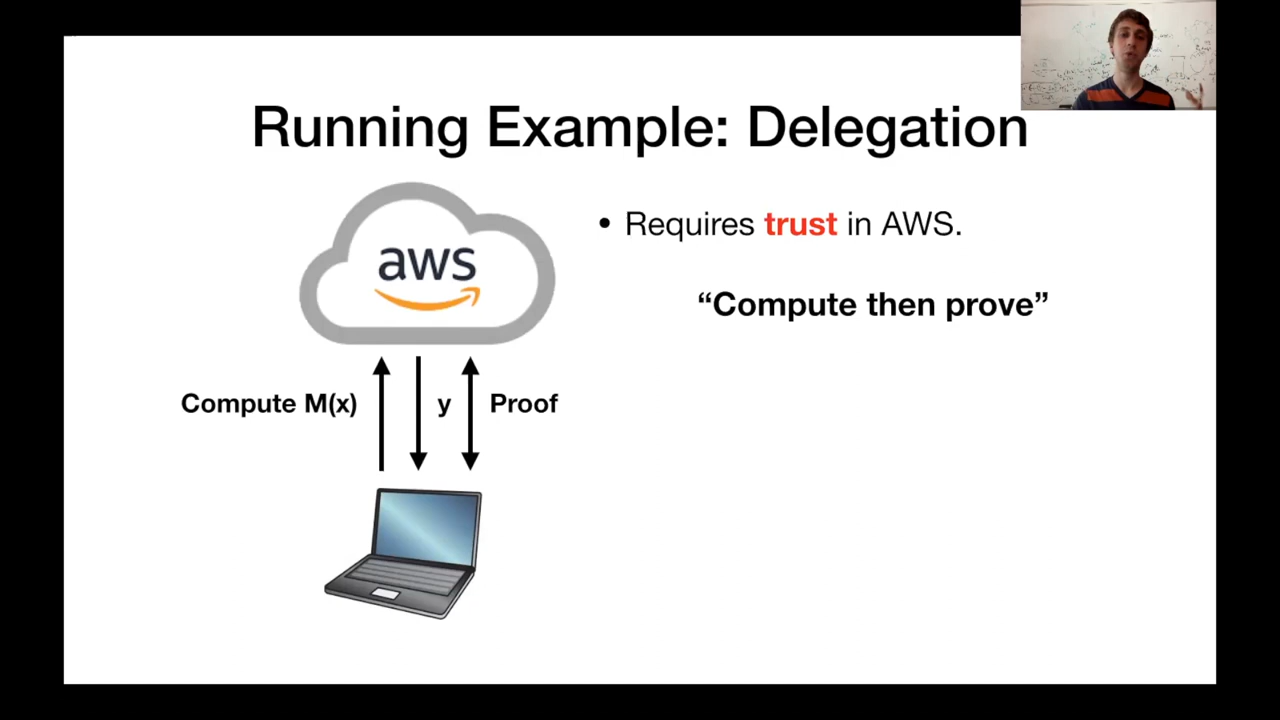 Running Example: Delegation
aws
• Requires trust in AWS.
“Compute then prove”
Compute M(x)
y
Proof